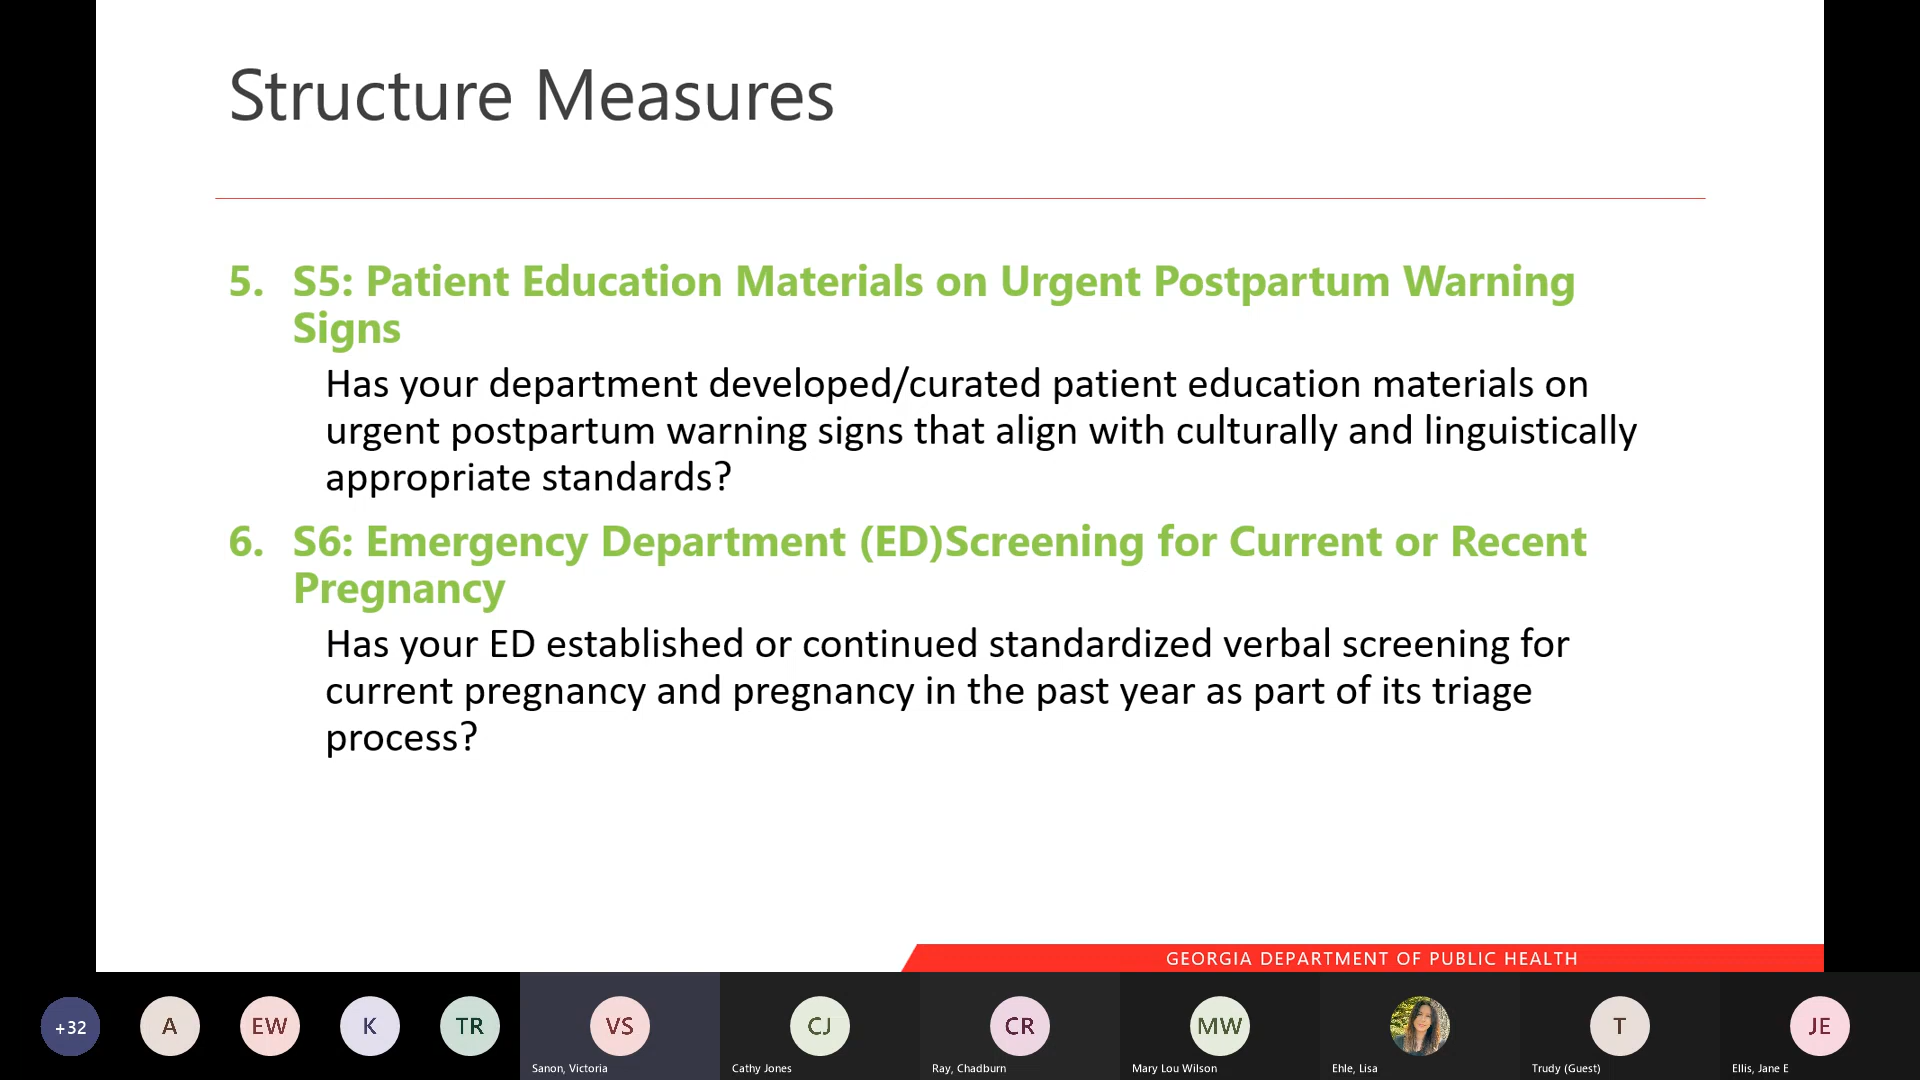 Structure Measures
5. S5: Patient Education Materials on Urgent Postpartum Warning
Signs
Has your department developed/curated patient education materials on
urgent postpartum warning signs that align with culturally and linguistically
appropriate standards?
6. S6: Emergency Department (ED)Screening for Current or Recent
Pregnancy
Has your ED established or continued standardized verbal screening for
current pregnancy and pregnancy in the past year as part of its triage
process?
GEORGIA DEPARTMENT OF PUBLIC HEALTH
+32 A EW K TR VS CJ CR MW T JE
Sanon, Victoria Cathy Jones Ray, Chadburn Mary Lou Wilson Ehle, Lisa Trudy (Guest) Ellis, Jane E